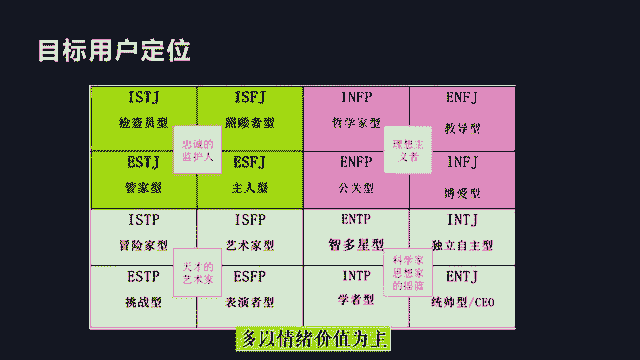 目标用户定位
ISTJ ISFJ INFP ENFJ
检查员型 照顾者型 哲学家型 教导型
忠诚的
监护人
理想主
义者
ESTJ ESFJ ENFP INFJ
管家型 主人型 公关型 博爱型
ISTP ISFP ENTP INTJ
冒险家型 艺术家型 智多星型 独立自主型
天才的
艺术家
科学家
思想家
的摇篮
ESTP ESFP INTP ENTJ
挑战型 表演者型 学者型 统帅型/CEO
多以情绪价值为主